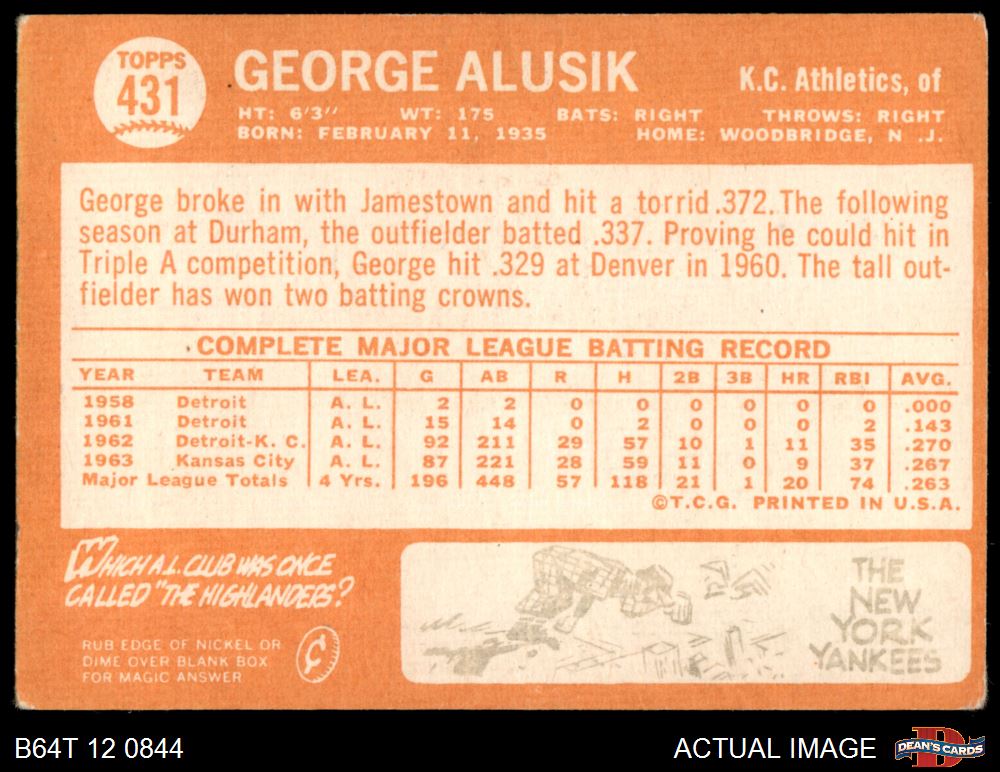 TOPPS
431
GEORGE ALUSIK
K.C. Athletics, of
HT: 6'3" WT: 175 BATS: RIGHT THROWS: RIGHT
BORN: FEBRUARY 11, 1935 HOME: WOODBRIDGE, N .J.
George broke in with Jamestown and hit a torrid .372. The following
season at Durham, the outfielder batted .337. Proving he could hit in
Triple A competition, George hit .329 at Denver in 1960. The tall out-
fielder has won two batting crowns.
COMPLETE MAJOR LEAGUE BATTING RECORD
YEAR TEAM LEA. G AB R H 2B 3B HR RBI AVG.
1958 Detroit A. L. 2 2 0 0 0 0 0 0 .000
1961 Detroit A. L. 15 14 0 2 0 0 0 2 .143
1962 Detroit-K. C. A. L. 92 211 29 57 10 1 11 35 .270
1963 Kansas City A. L. 87 221 28 59 11 0 9 37 .267
Major League Totals 4 Yrs. 196 448 57 118 21 1 20 74 .263
©T.C.G. PRINTED IN U.S.A.
WHICH A.L. CLUB WAS ONCE
CALLED "THE HIGHLANDERS?
RUB EDGE OF NICKEL OR
DIME OVER BLANK BOX
FOR MAGIC ANSWER
¢
THE
NEW
YORK
YANKEES
B64T 12 0844
ACTUAL IMAGE
D
DEAN'S CARDS